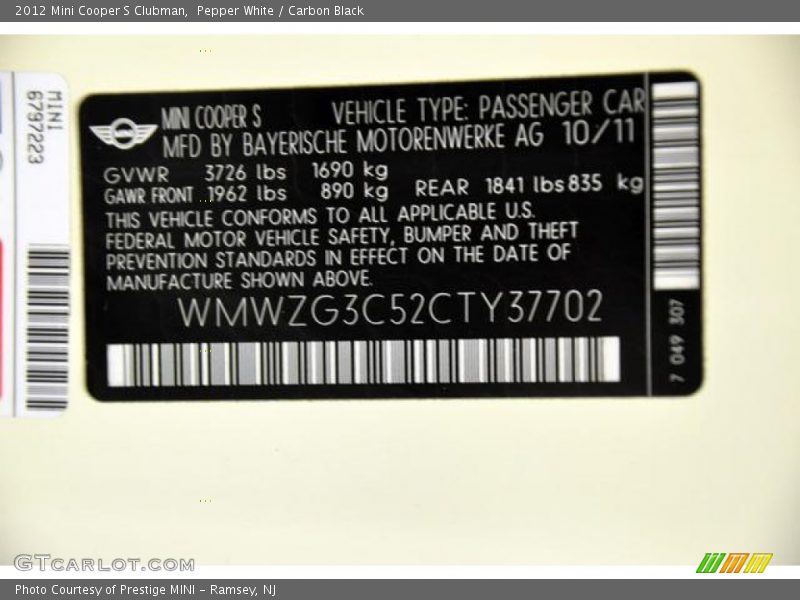 2012 Mini Cooper S Clubman, Pepper White / Carbon Black
MINI
6797223
MINI COOPER S VEHICLE TYPE: PASSENGER CAR
MFD BY BAYERISCHE MOTORENWERKE AG 10/11
GVWR 3726 lbs 1690 kg
GAWR FRONT 1962 lbs 890 kg REAR 1841 lbs 835 kg
THIS VEHICLE CONFORMS TO ALL APPLICABLE U.S.
FEDERAL MOTOR VEHICLE SAFETY, BUMPER AND THEFT
PREVENTION STANDARDS IN EFFECT ON THE DATE OF
MANUFACTURE SHOWN ABOVE.
WMWZG3C52CTY37702
7 049 307
GTCARLOT.COM
Photo Courtesy of Prestige MINI - Ramsey, NJ